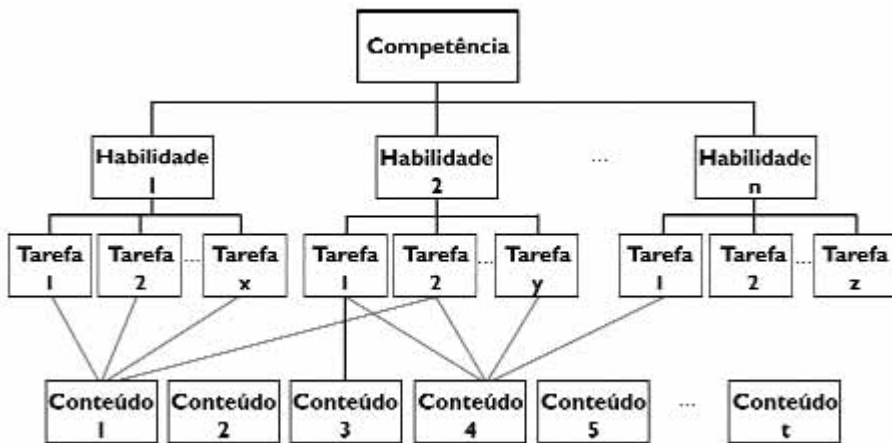 Competência
Habilidade Habilidade ... Habilidade
1 2 n
Tarefa Tarefa ... Tarefa Tarefa Tarefa ... Tarefa Tarefa Tarefa ... Tarefa
1 2 x 1 2 y 1 2 z
Conteúdo Conteúdo Conteúdo Conteúdo Conteúdo ... Conteúdo
1 2 3 4 5 t